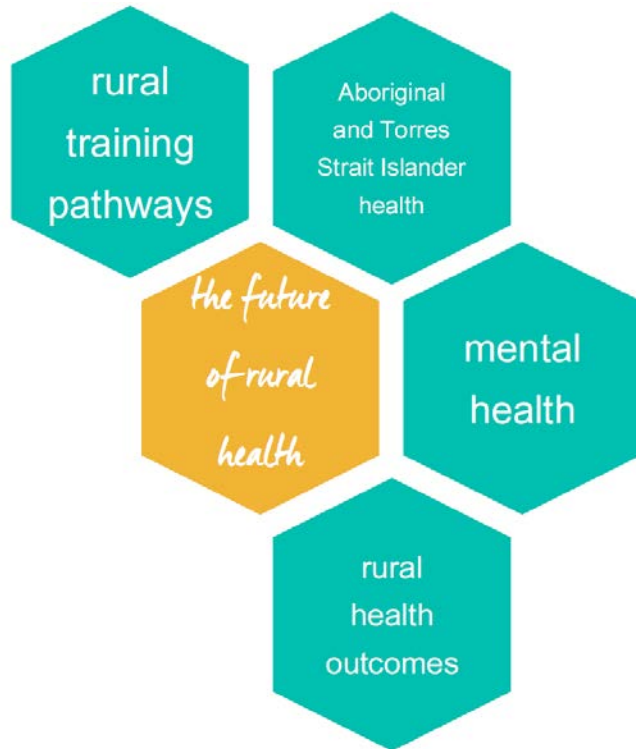 rural
training
pathways
Aboriginal
and Torres
Strait Islander
health
the future
of rural
health
mental
health
rural
health
outcomes